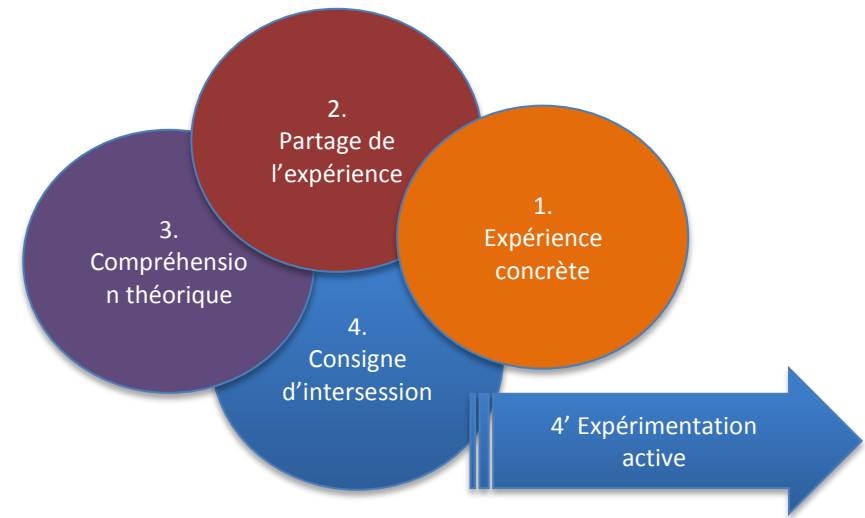 1.
Expérience
concrète
2.
Partage de
l’expérience
3.
Compréhensio
n théorique
4.
Consigne
d’intersession
4’ Expérimentation
active